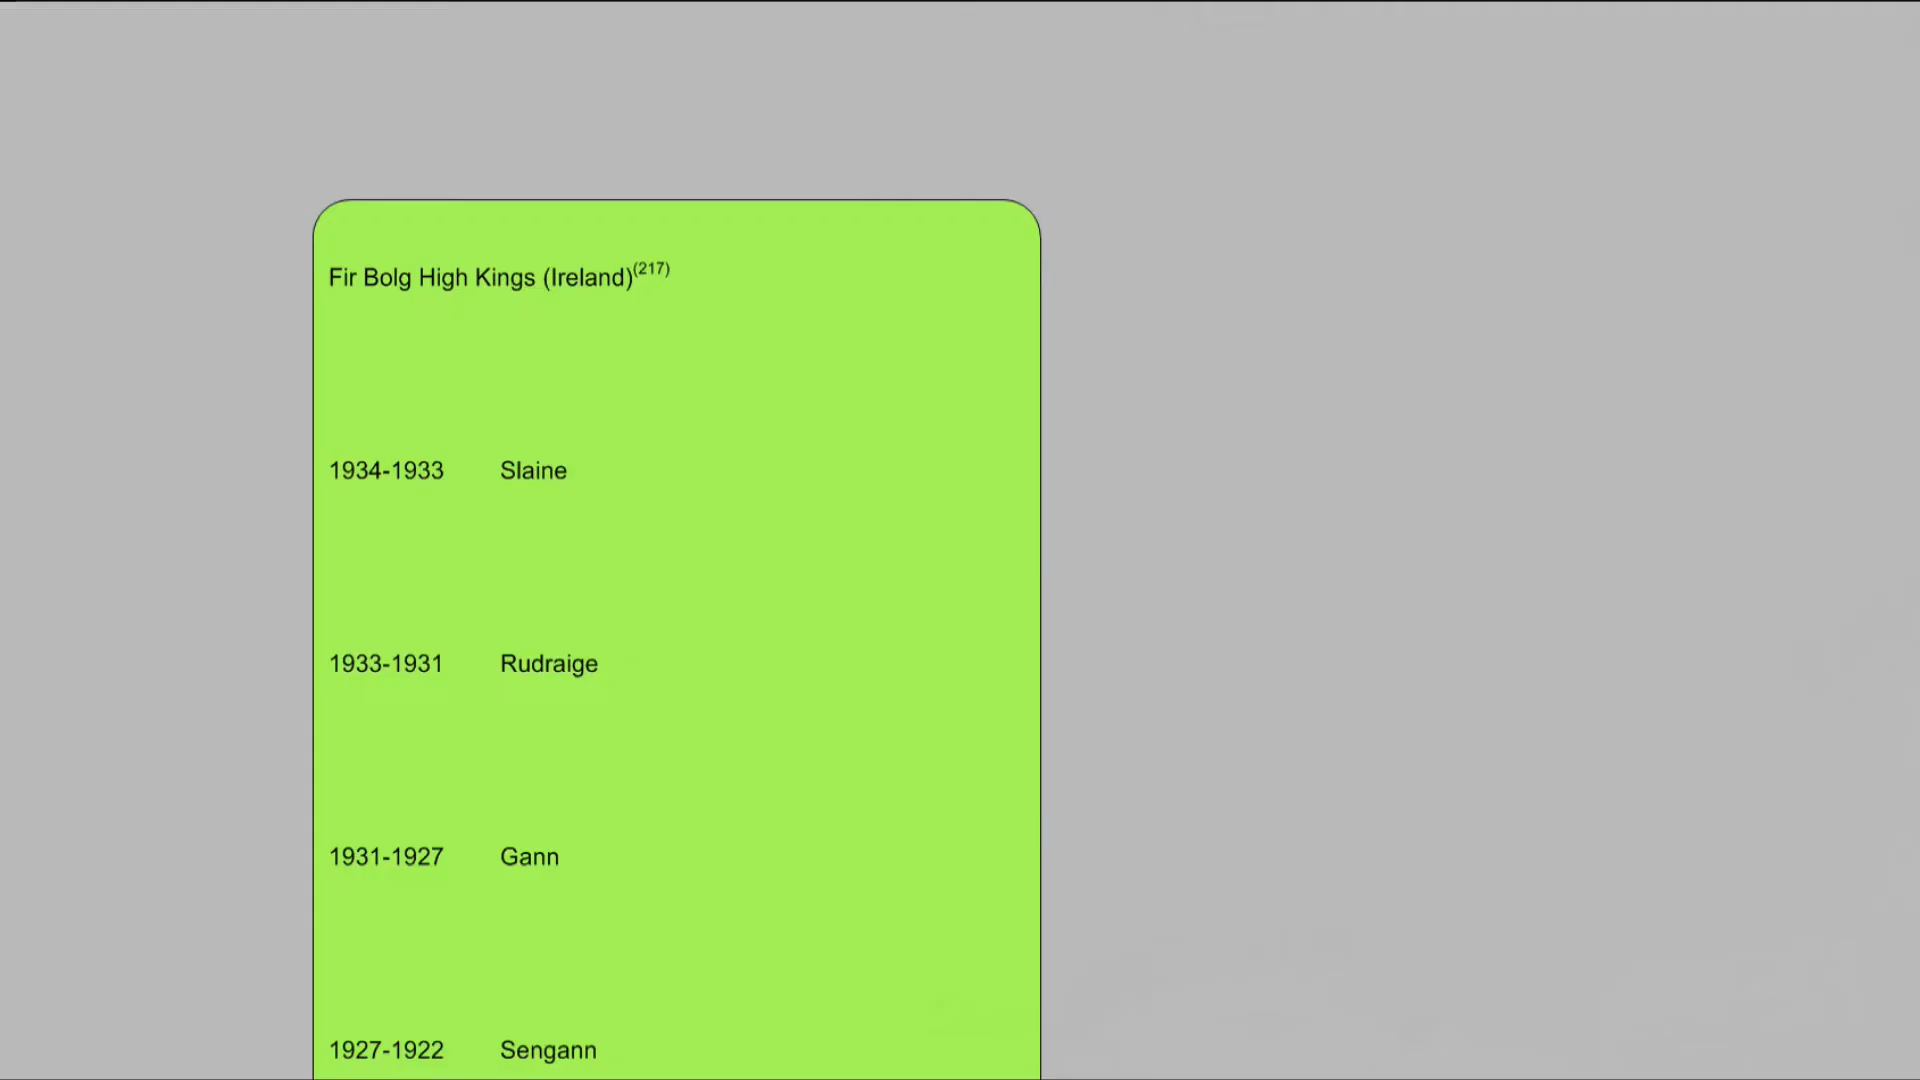 Fir Bolg High Kings (Ireland)(217)
1934-1933 Slaine
1933-1931 Rudraige
1931-1927 Gann
1927-1922 Sengann